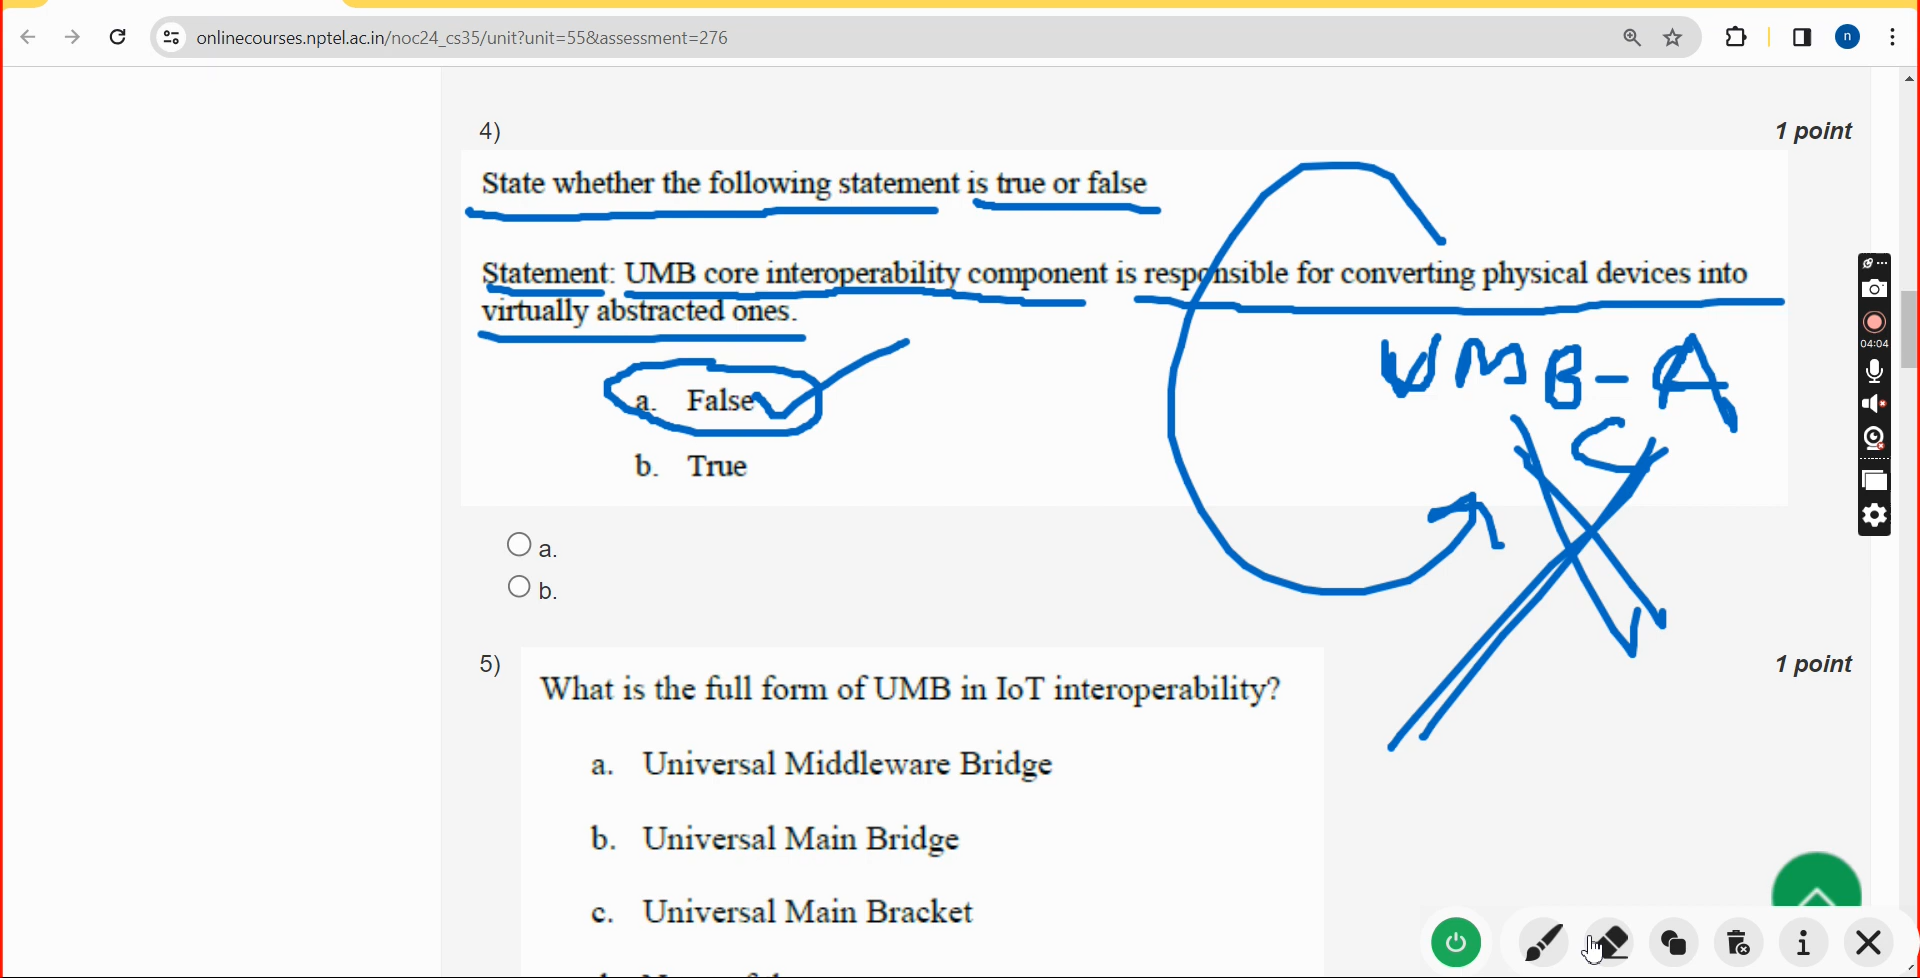 onlinecourses.nptel.ac.in/noc24_cs35/unit?unit=55&assessment=276
n
4)
1 point
State whether the following statement is true or false
Statement: UMB core interoperability component is responsible for converting physical devices into
virtually abstracted ones.
UMB-A
C
a. False
b. True
04:04
a.
b.
5)
1 point
What is the full form of UMB in IoT interoperability?
a. Universal Middleware Bridge
b. Universal Main Bridge
c. Universal Main Bracket